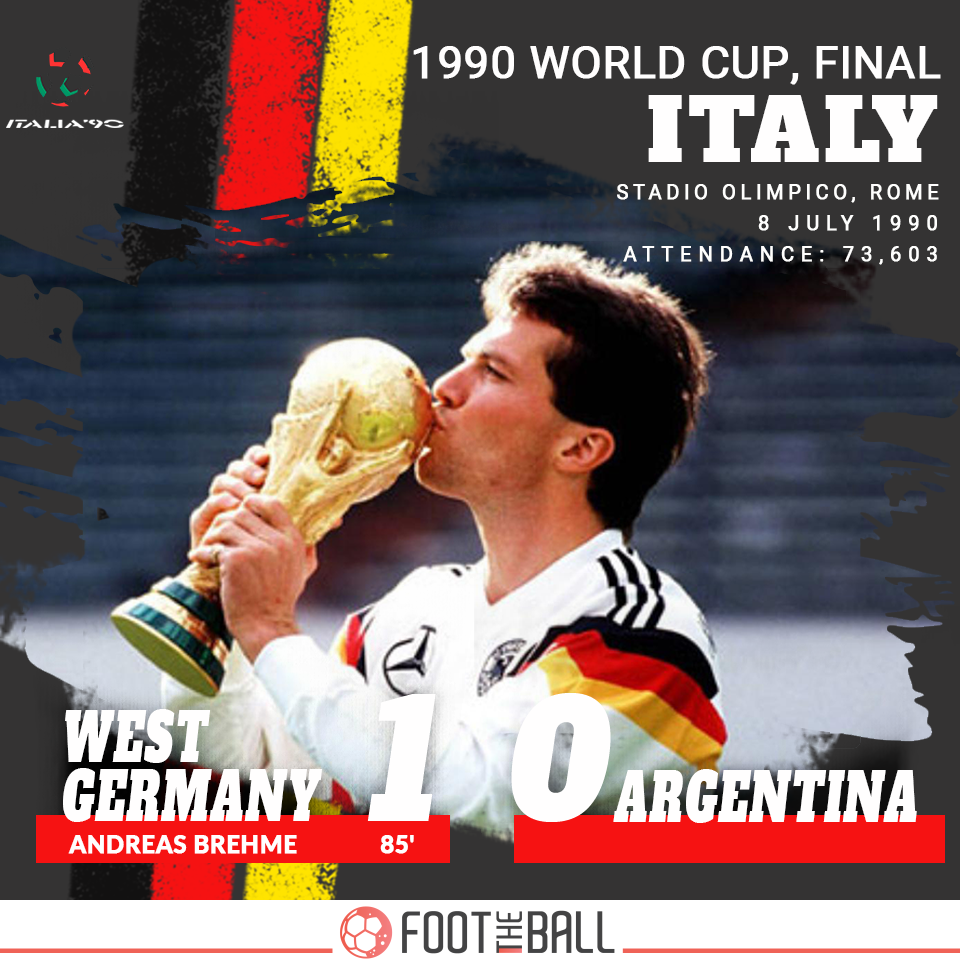 1990 WORLD CUP, FINAL
ITALY
STADIO OLIMPICO, ROME
8 JULY 1990
ATTENDANCE: 73,603
ITALIA'90
WEST
GERMANY 1 0 ARGENTINA
ANDREAS BREHME 85'
FOOT THE BALL